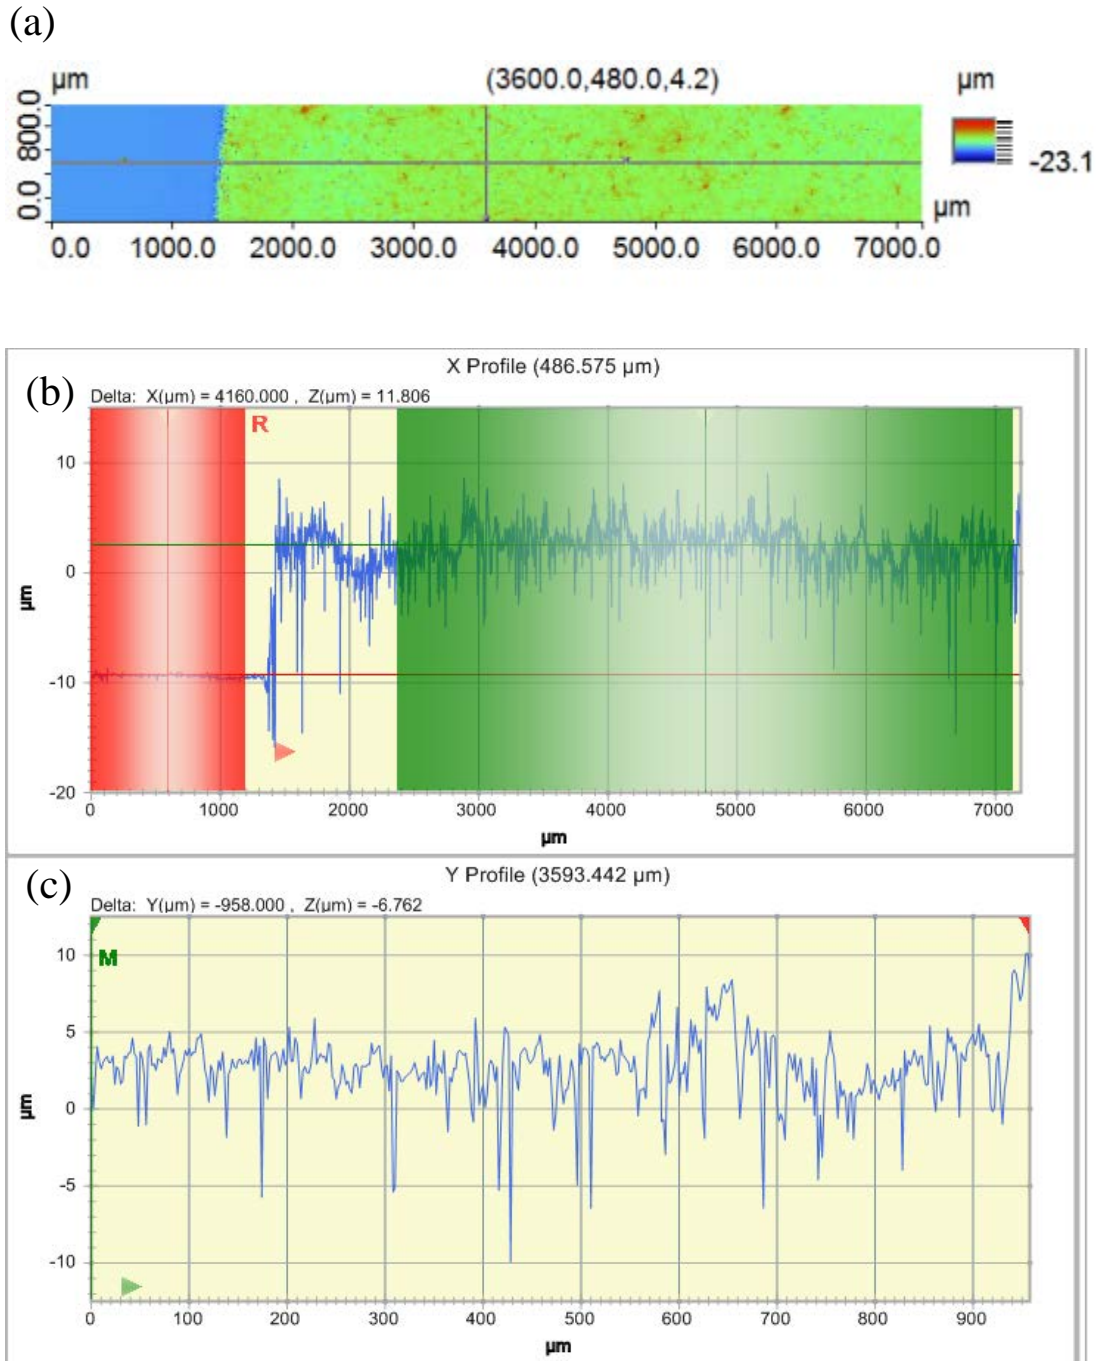 (a)
µm
(3600.0,480.0,4.2)
µm
800.0
0.0
-23.1
µm
0.0 1000.0 2000.0 3000.0 4000.0 5000.0 6000.0 7000.0
X Profile (486.575 µm)
(b)
Delta: X(µm) = 4160.000 , Z(µm) = 11.806
R
10
0
-10
-20
µm
0 1000 2000 3000 4000 5000 6000 7000
µm
Y Profile (3593.442 µm)
(c)
Delta: Y(µm) = -958.000 , Z(µm) = -6.762
M
10
5
0
-5
-10
µm
0 100 200 300 400 500 600 700 800 900
µm